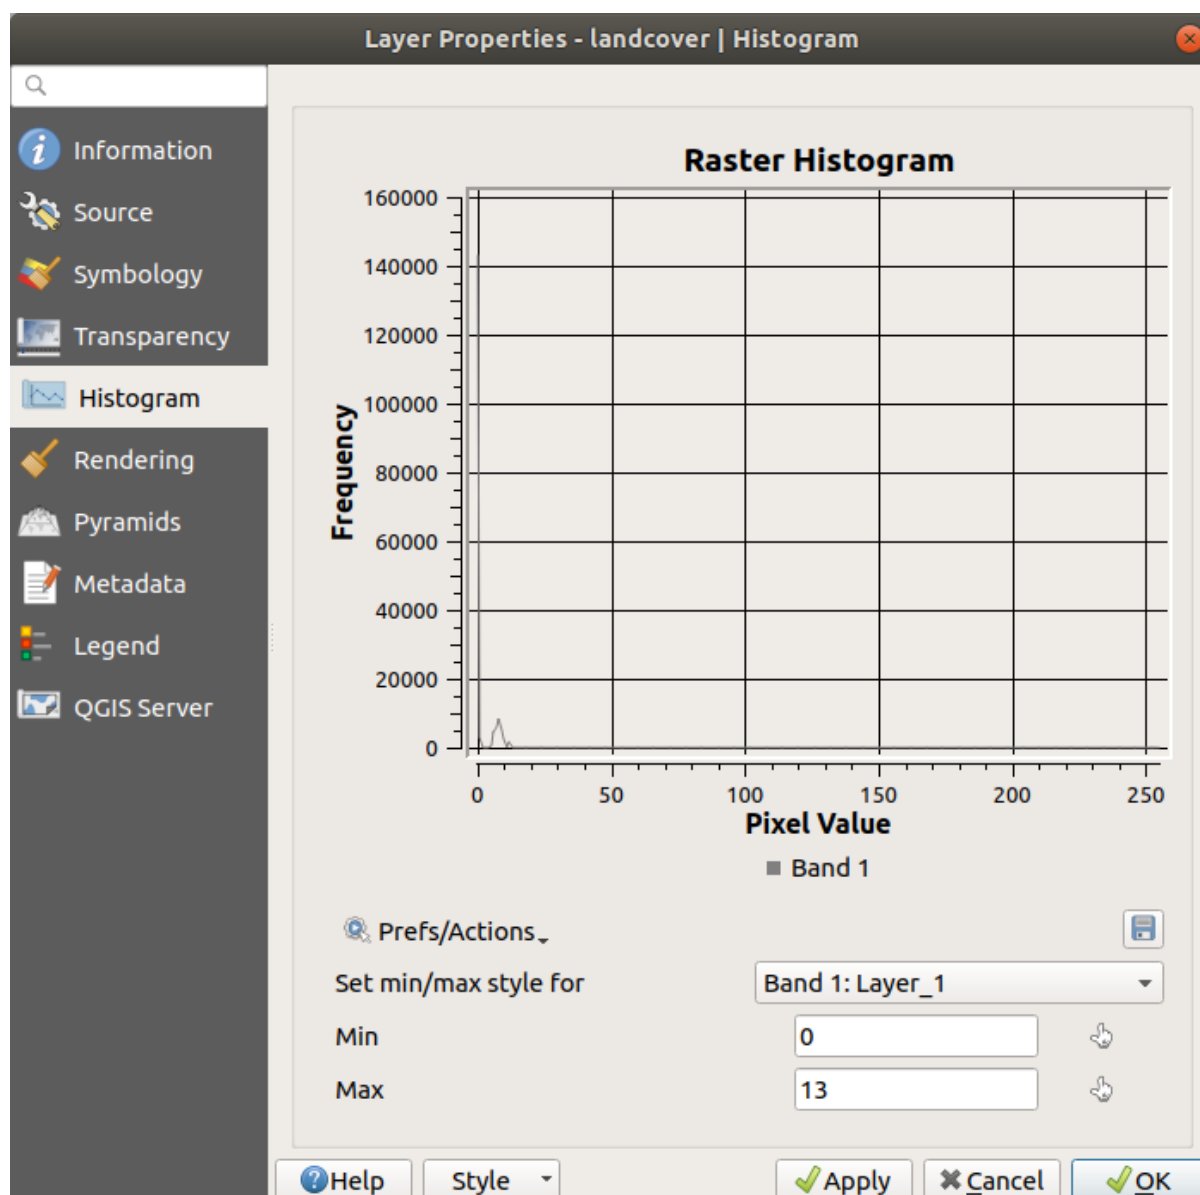 Layer Properties - landcover | Histogram
Information
Source
Symbology
Transparency
Histogram
Rendering
Pyramids
Metadata
Legend
QGIS Server
Raster Histogram
160000
140000
120000
100000
80000
60000
40000
20000
0
Frequency
0 50 100 150 200 250
Pixel Value
Band 1
Prefs/Actions
Set min/max style for Band 1: Layer_1
Min 0
Max 13
Help Style Apply Cancel OK